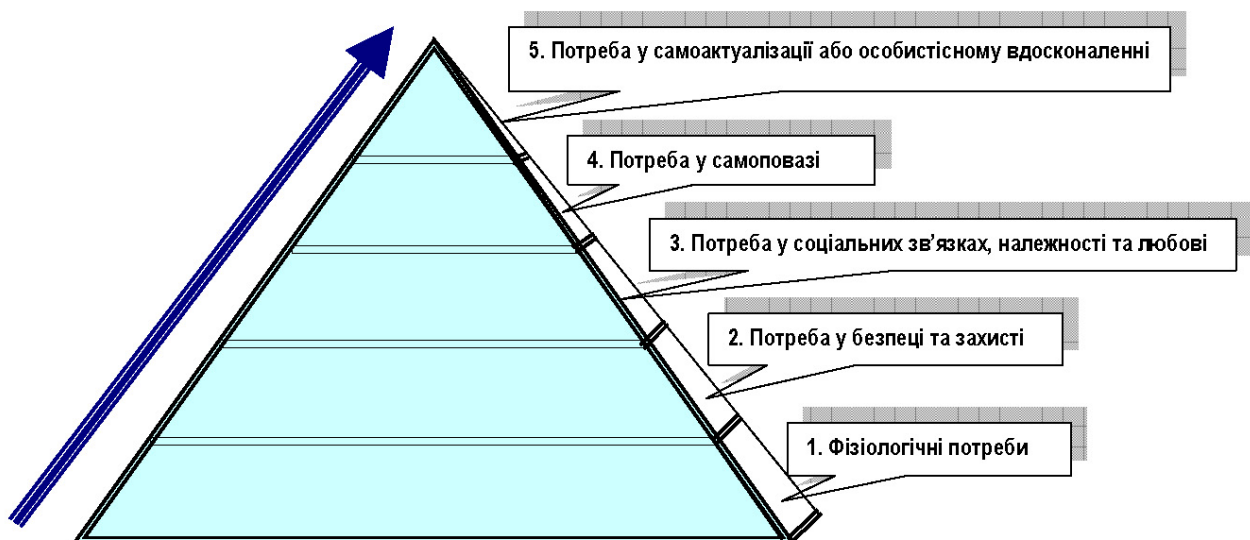 5. Потреба у самоактуалізації або особистісному вдосконаленні
4. Потреба у самоповазі
3. Потреба у соціальних зв’язках, належності та любові
2. Потреба у безпеці та захисті
1. Фізіологічні потреби